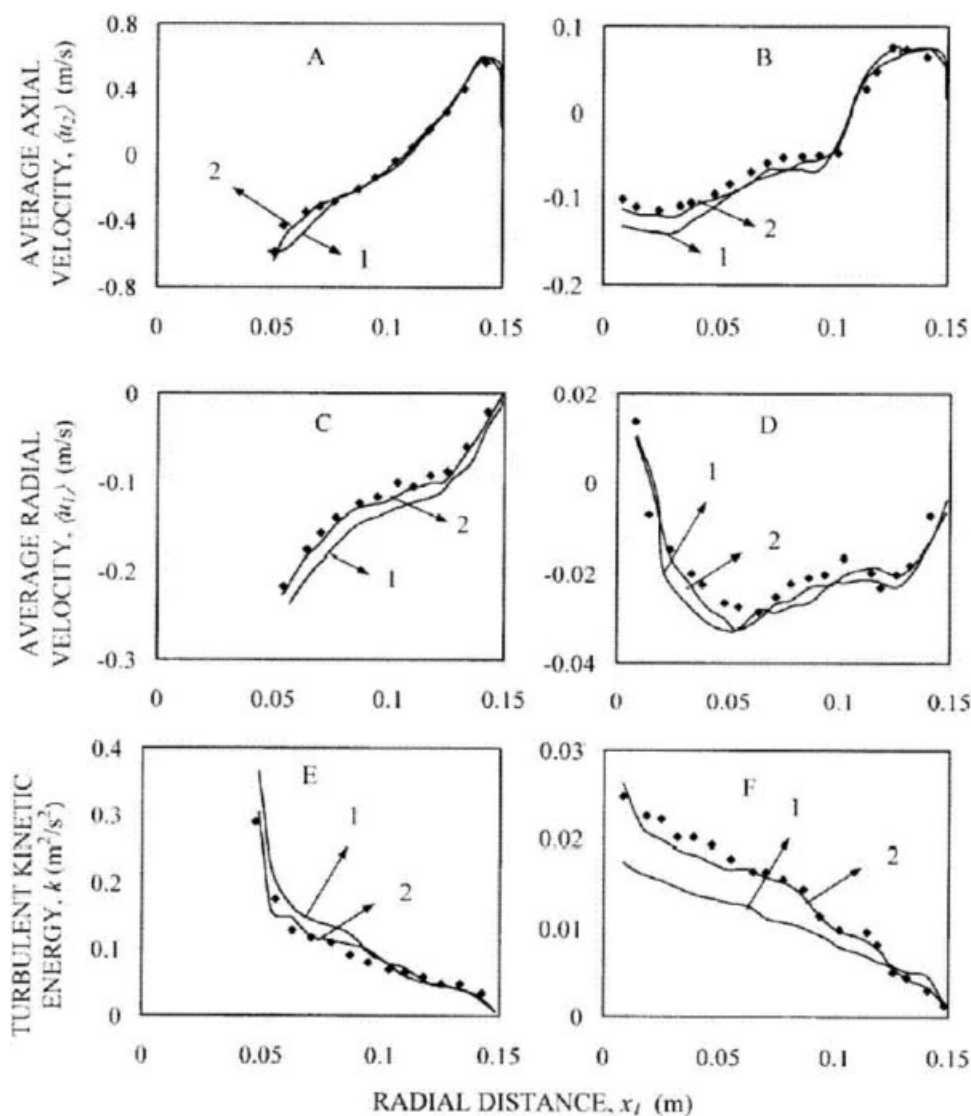 AVERAGE AXIAL
VELOCITY, ⟨u₂⟩ (m/s)
0.8
0.4
0
-0.4
-0.8
A
2
1
0 0.05 0.1 0.15
0.1
0
-0.1
-0.2
B
2
1
0 0.05 0.1 0.15
AVERAGE RADIAL
VELOCITY, ⟨u₁⟩ (m/s)
0
-0.1
-0.2
-0.3
C
2
1
0 0.05 0.1 0.15
0.02
0
-0.02
-0.04
D
1
2
0 0.05 0.1 0.15
TURBULENT KINETIC
ENERGY, k (m²/s²)
0.4
0.3
0.2
0.1
0
E
1
2
0 0.05 0.1 0.15
0.03
0.02
0.01
0
F
1
2
0 0.05 0.1 0.15
RADIAL DISTANCE, x₁ (m)